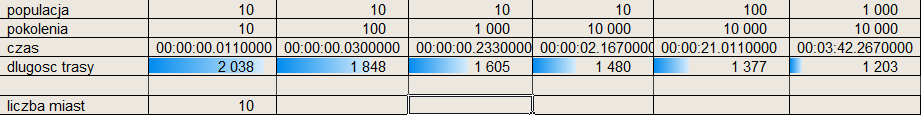 populacja 10 10 10 10 100 1 000
pokolenia 10 100 1 000 10 000 10 000 10 000
czas 00:00:00.0110000 00:00:00.0300000 00:00:00.2330000 00:00:02.1670000 00:00:21.0110000 00:03:42.2670000
dlugosc trasy 2 038 1 848 1 605 1 480 1 377 1 203
liczba miast 10